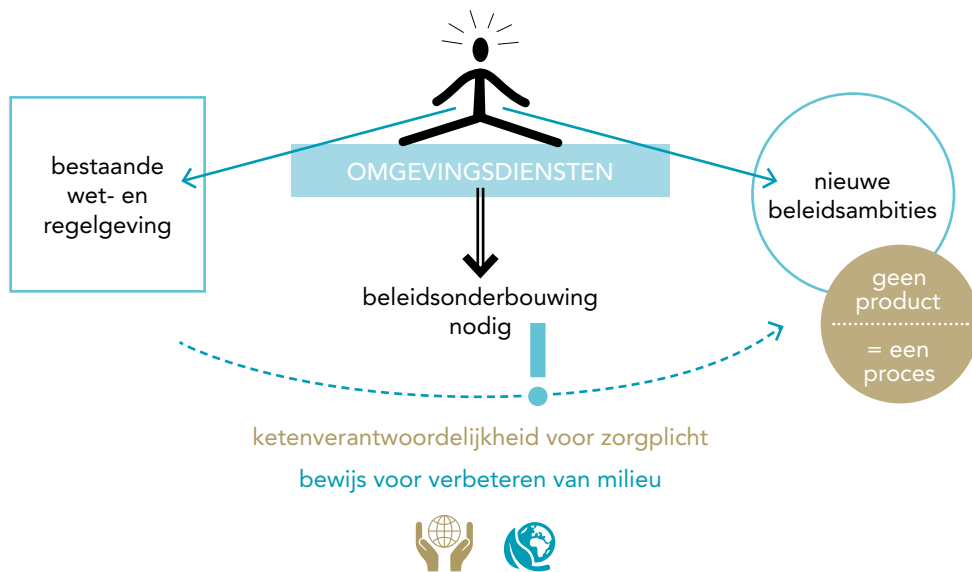 OMGEVINGSDIENSTEN
bestaande
wet- en
regelgeving
nieuwe
beleidsambities
geen
product
= een
proces
beleidsonderbouwing
nodig
ketenverantwoordelijkheid voor zorgplicht
bewijs voor verbeteren van milieu